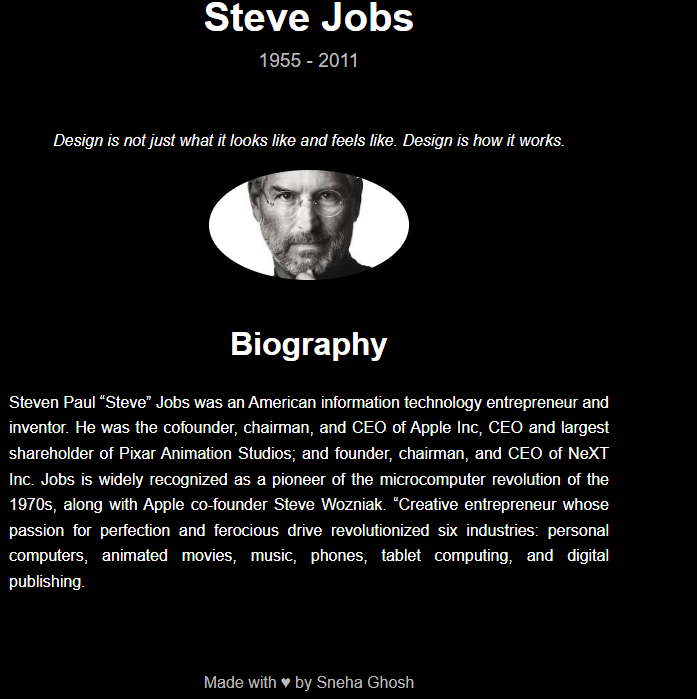 Steve Jobs
1955 - 2011
Design is not just what it looks like and feels like. Design is how it works.
Biography
Steven Paul “Steve” Jobs was an American information technology entrepreneur and
inventor. He was the cofounder, chairman, and CEO of Apple Inc, CEO and largest
shareholder of Pixar Animation Studios; and founder, chairman, and CEO of NeXT
Inc. Jobs is widely recognized as a pioneer of the microcomputer revolution of the
1970s, along with Apple co-founder Steve Wozniak. “Creative entrepreneur whose
passion for perfection and ferocious drive revolutionized six industries: personal
computers, animated movies, music, phones, tablet computing, and digital
publishing.
Made with ♥ by Sneha Ghosh